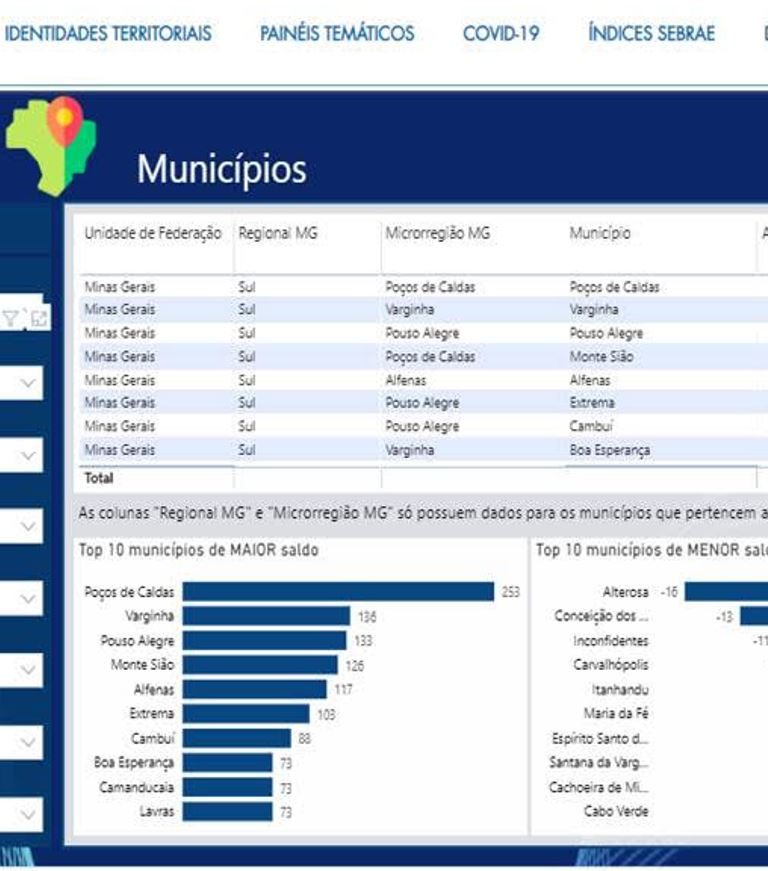 IDENTIDADES TERRITORIAIS PAINÉIS TEMÁTICOS COVID-19 ÍNDICES SEBRAE
Municípios
Unidade de Federação Regional MG Microrregião MG Município A
Minas Gerais Sul Poços de Caldas Poços de Caldas
Minas Gerais Sul Varginha Varginha
Minas Gerais Sul Pouso Alegre Pouso Alegre
Minas Gerais Sul Poços de Caldas Monte Sião
Minas Gerais Sul Alfenas Alfenas
Minas Gerais Sul Pouso Alegre Extrema
Minas Gerais Sul Pouso Alegre Cambuí
Minas Gerais Sul Varginha Boa Esperança
Total
As colunas "Regional MG" e "Microrregião MG" só possuem dados para os municípios que pertencem a
Top 10 municípios de MAIOR saldo
Poços de Caldas 253
Varginha 136
Pouso Alegre 133
Monte Sião 126
Alfenas 117
Extrema 103
Cambuí 88
Boa Esperança 73
Camanducaia 73
Lavras 73
Top 10 municípios de MENOR sal
Alterosa -16
Conceição dos ... -13
Inconfidentes -11
Carvalhópolis
Itanhandu
Maria da Fé
Espírito Santo d...
Santana da Varg...
Cachoeira de Mi...
Cabo Verde